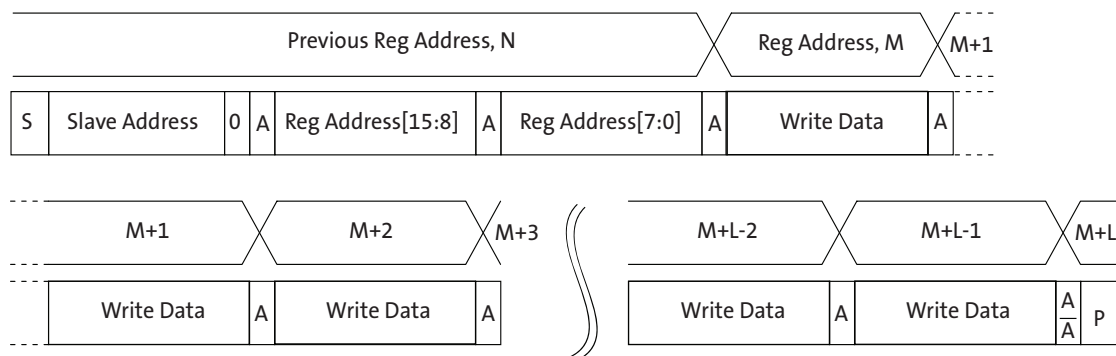 Previous Reg Address, N Reg Address, M M+1
S Slave Address 0 A Reg Address[15:8] A Reg Address[7:0] A Write Data A
M+1 M+2 M+3 M+L-2 M+L-1 M+L
Write Data A Write Data A Write Data A Write Data A/A̅ P